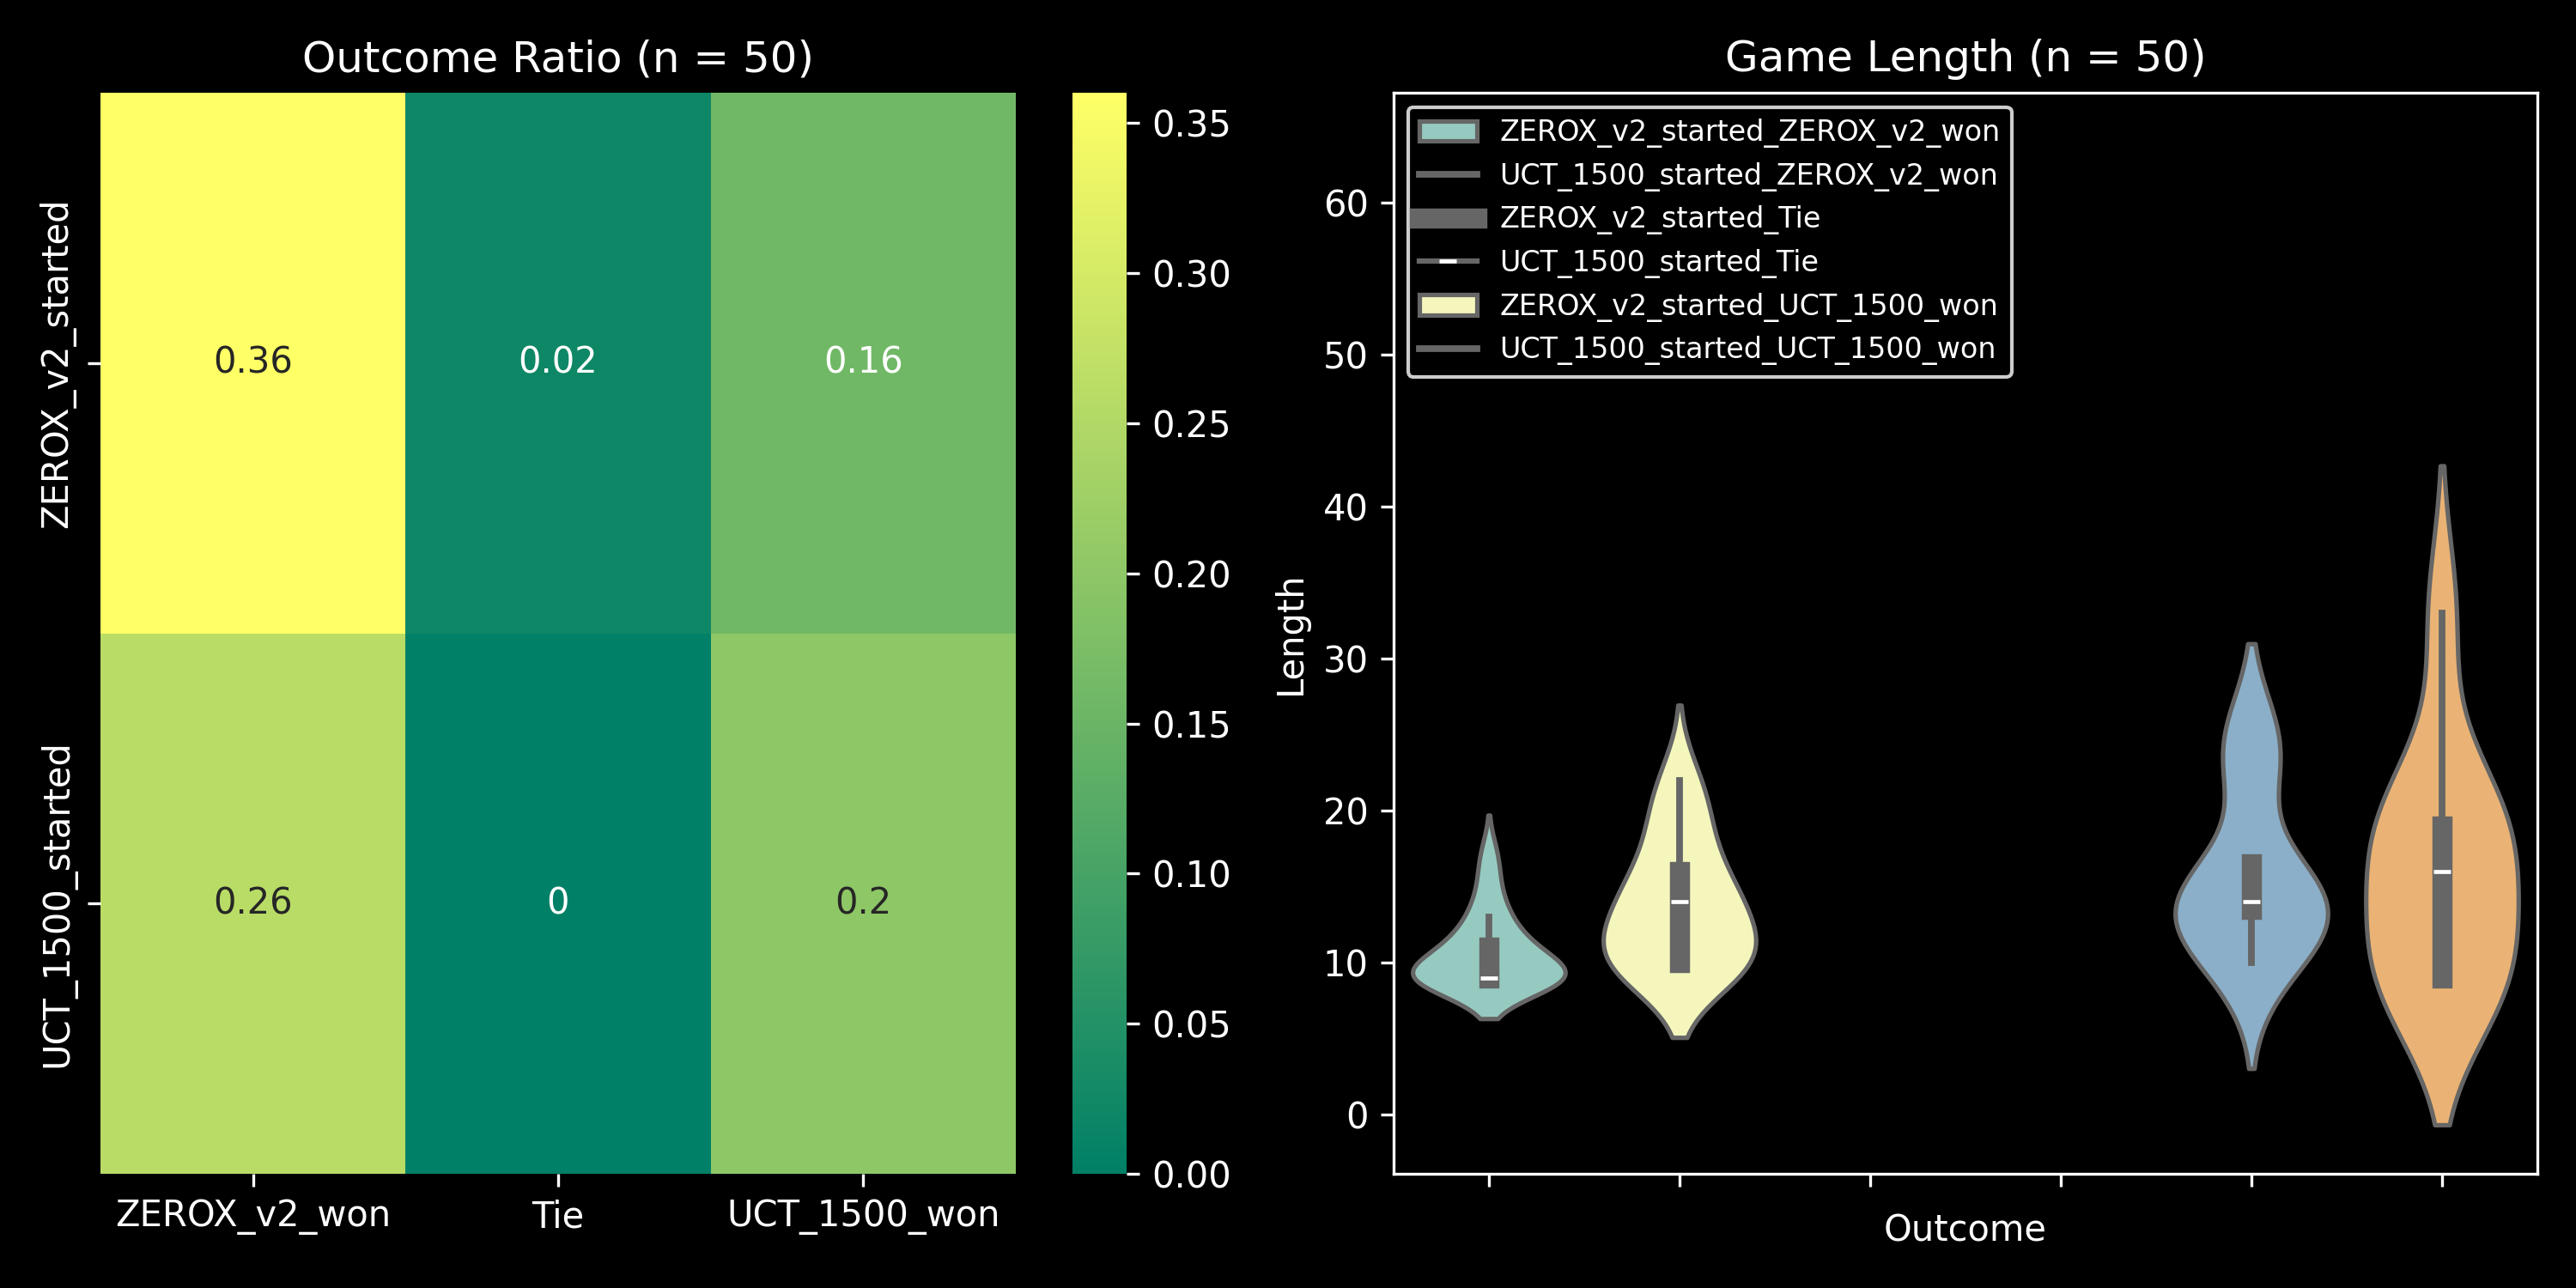 Outcome Ratio (n = 50)
ZEROX_v2_started
UCT_1500_started
0.36
0.02
0.16
0.26
0
0.2
ZEROX_v2_won
Tie
UCT_1500_won
0.35
0.30
0.25
0.20
0.15
0.10
0.05
0.00
Game Length (n = 50)
ZEROX_v2_started_ZEROX_v2_won
UCT_1500_started_ZEROX_v2_won
ZEROX_v2_started_Tie
UCT_1500_started_Tie
ZEROX_v2_started_UCT_1500_won
UCT_1500_started_UCT_1500_won
Length
60
50
40
30
20
10
0
Outcome